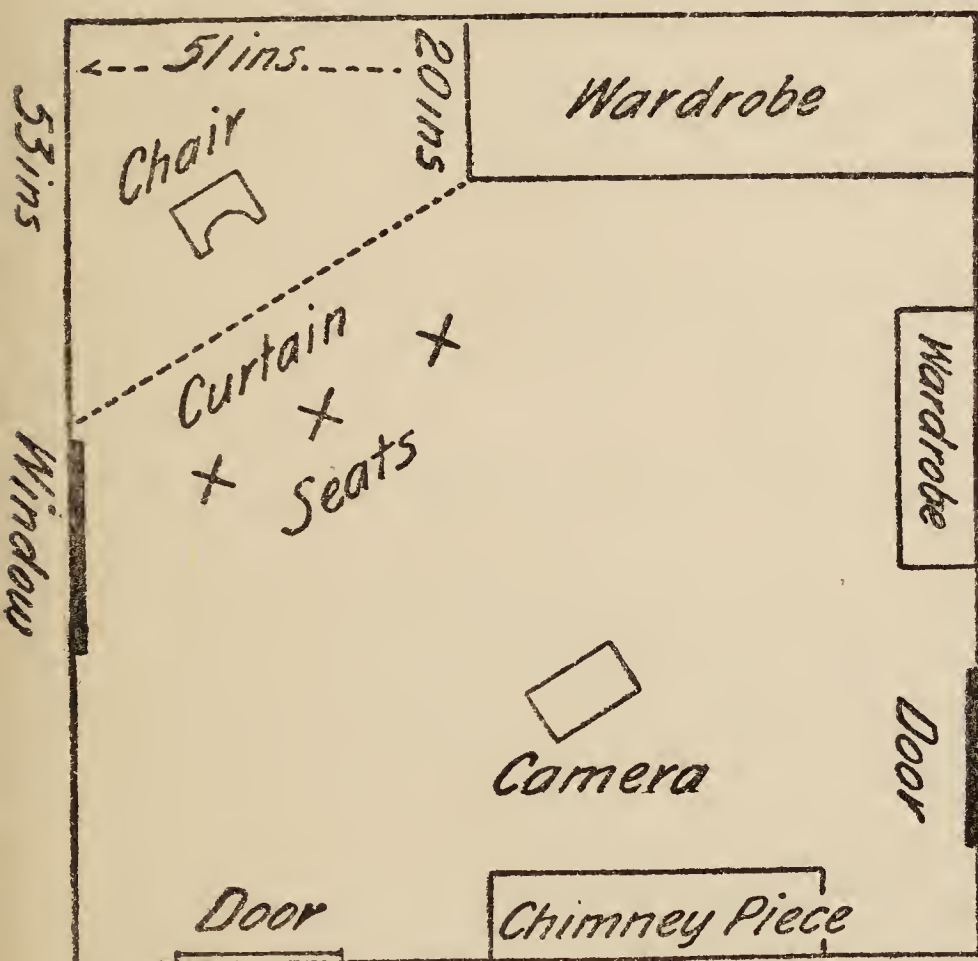 51 ins.
20 ins
Wardrobe
53 ins
Chair
Curtain
Wardrobe
Seats
Window
Door
Camera
Door
Chimney Piece